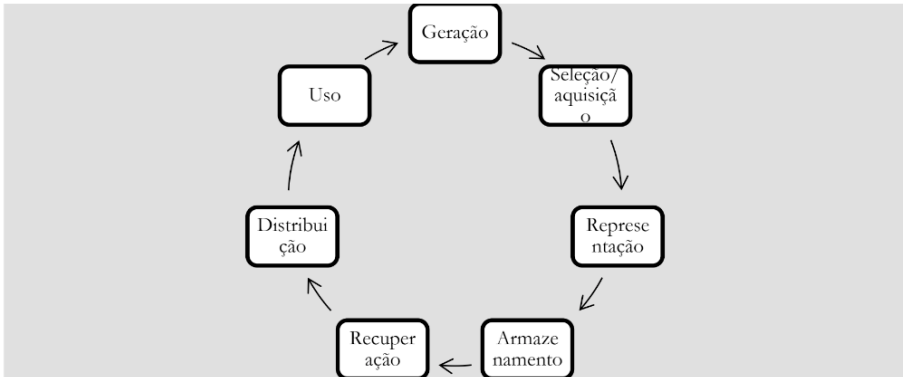 Geração
Seleção/
aquisiçã
o
Represe
ntação
Armaze
namento
Recuper
ação
Distribui
ção
Uso